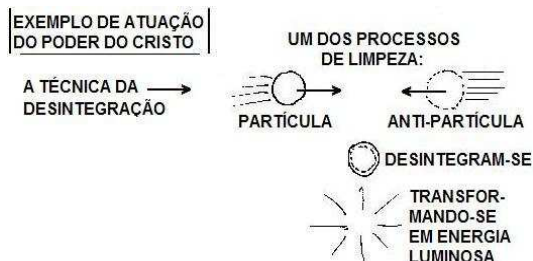 EXEMPLO DE ATUAÇÃO
DO PODER DO CRISTO
UM DOS PROCESSOS
DE LIMPEZA:
A TÉCNICA DA
DESINTEGRAÇÃO
PARTÍCULA
ANTI-PARTÍCULA
DESINTEGRAM-SE
TRANSFOR-
MANDO-SE
EM ENERGIA
LUMINOSA